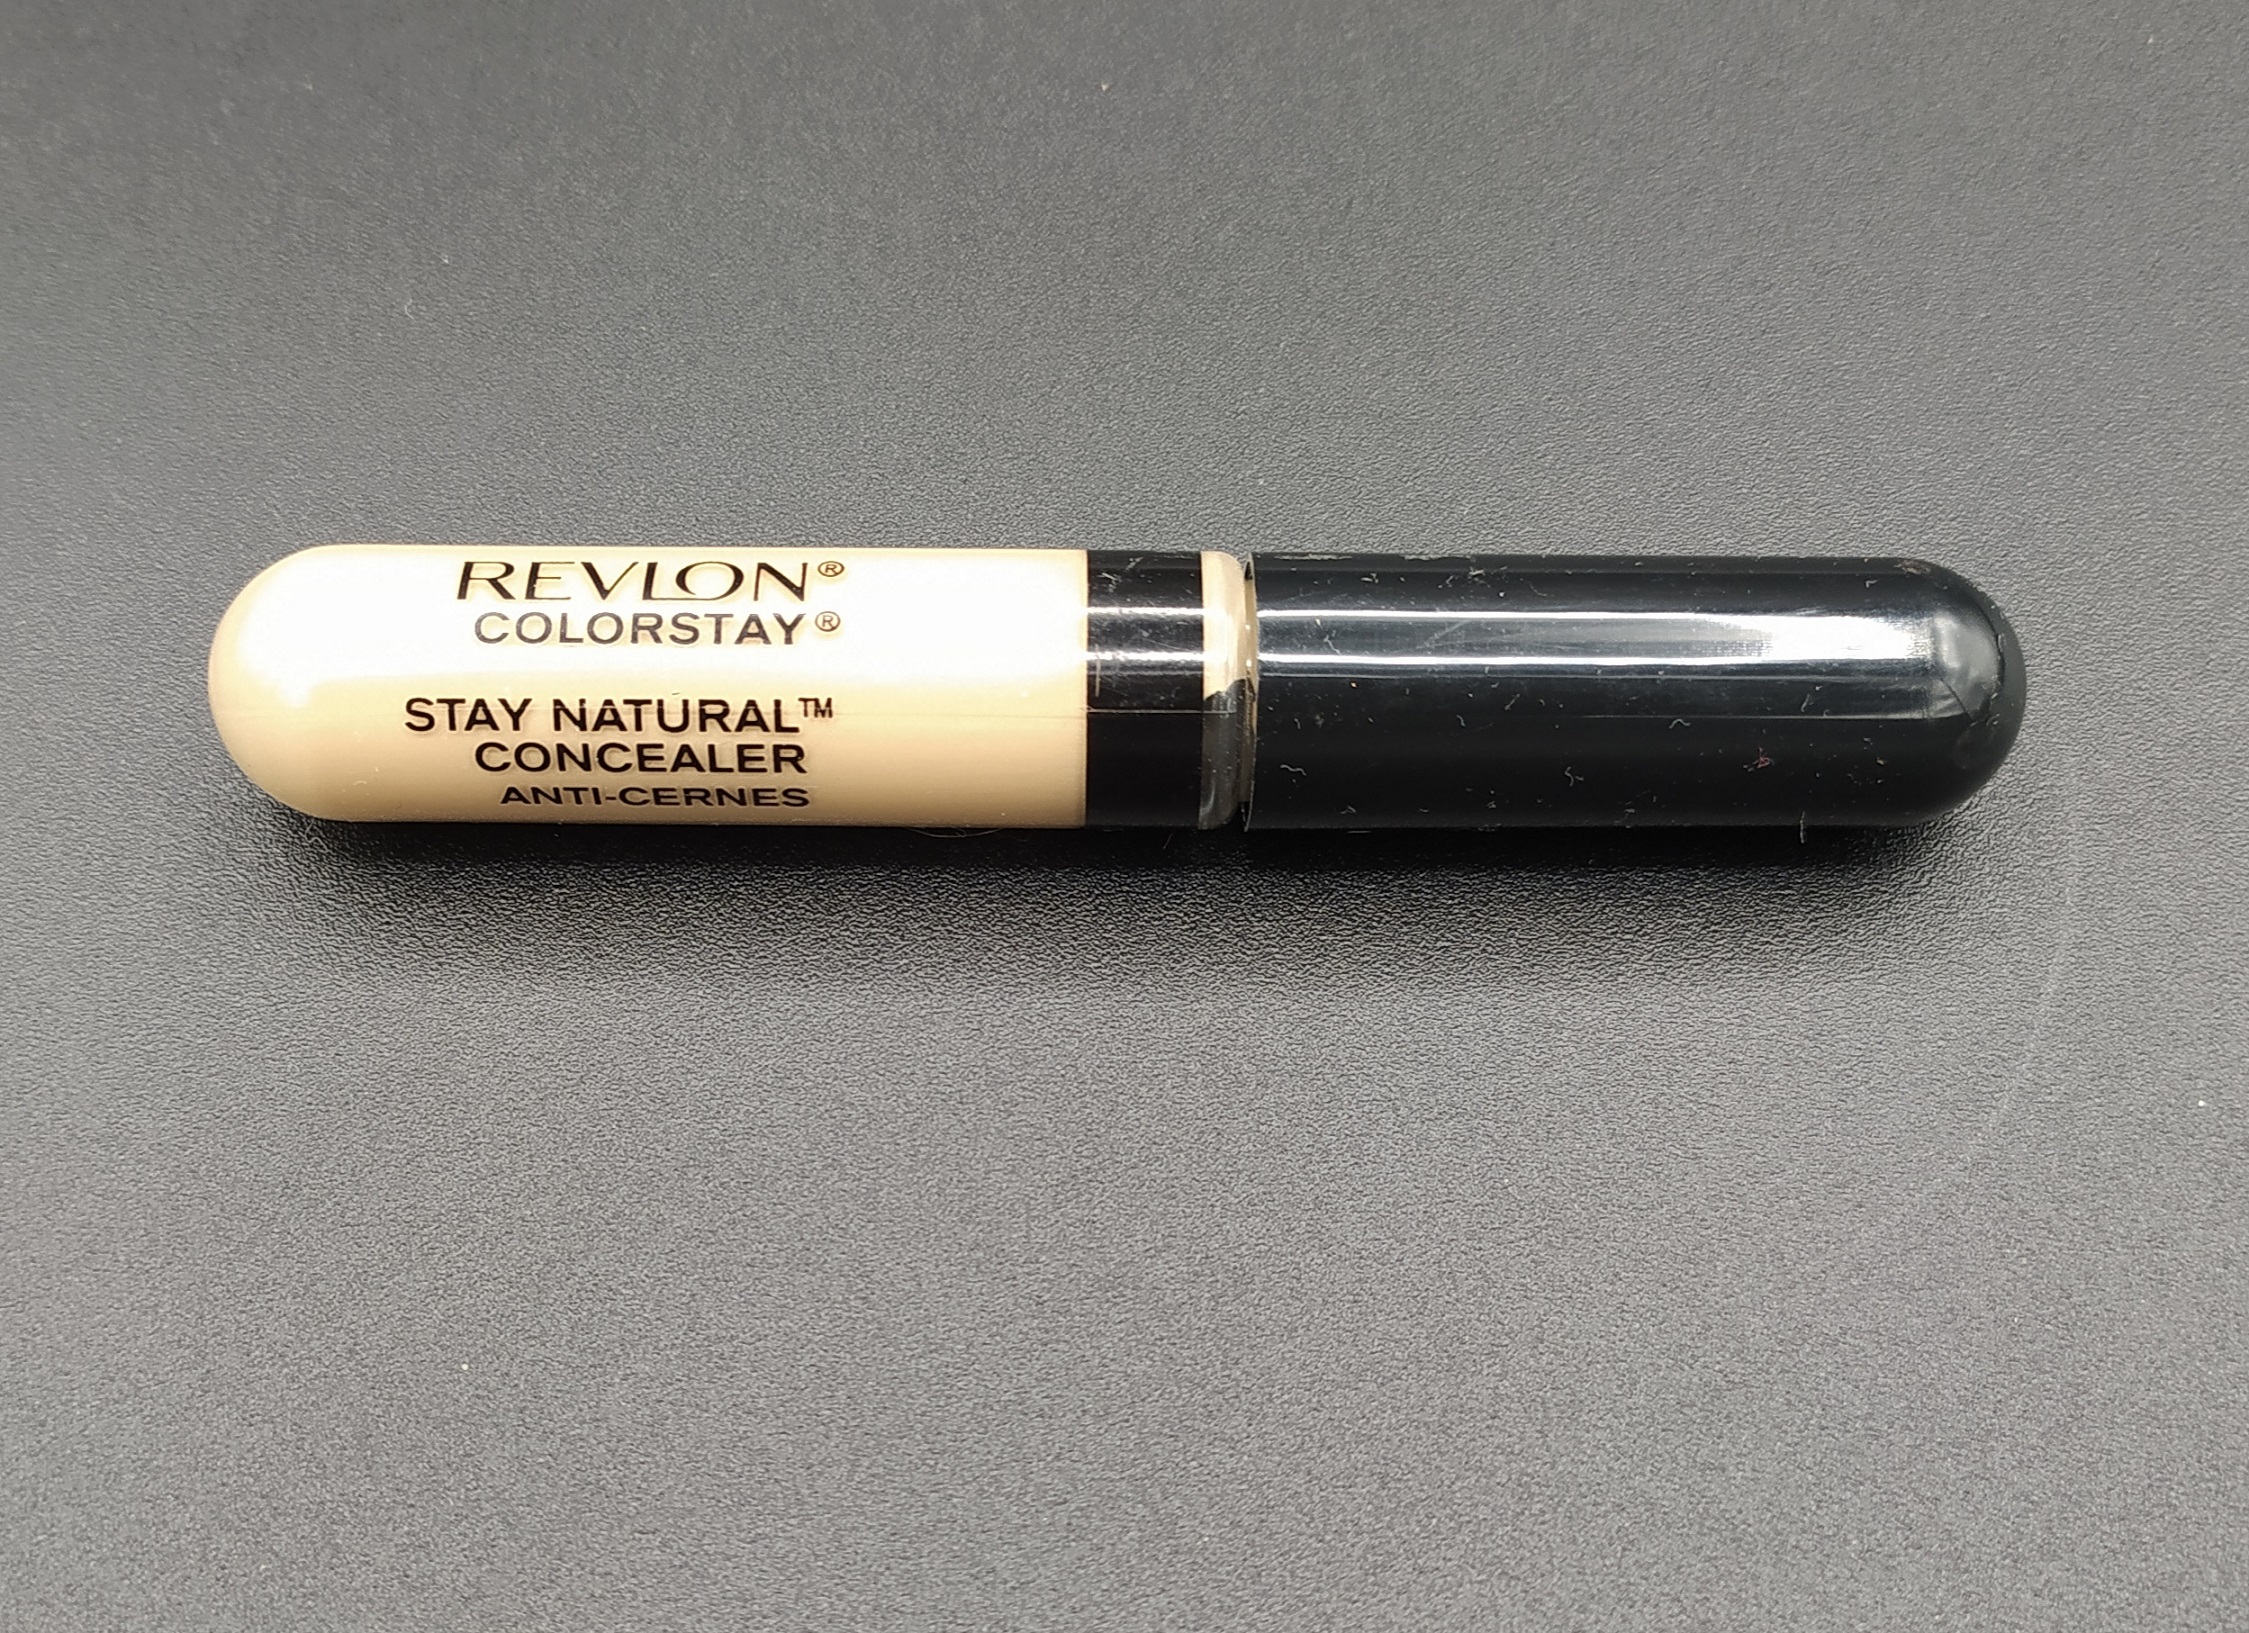 REVLON®
COLORSTAY®
STAY NATURAL™
CONCEALER
ANTI-CERNES